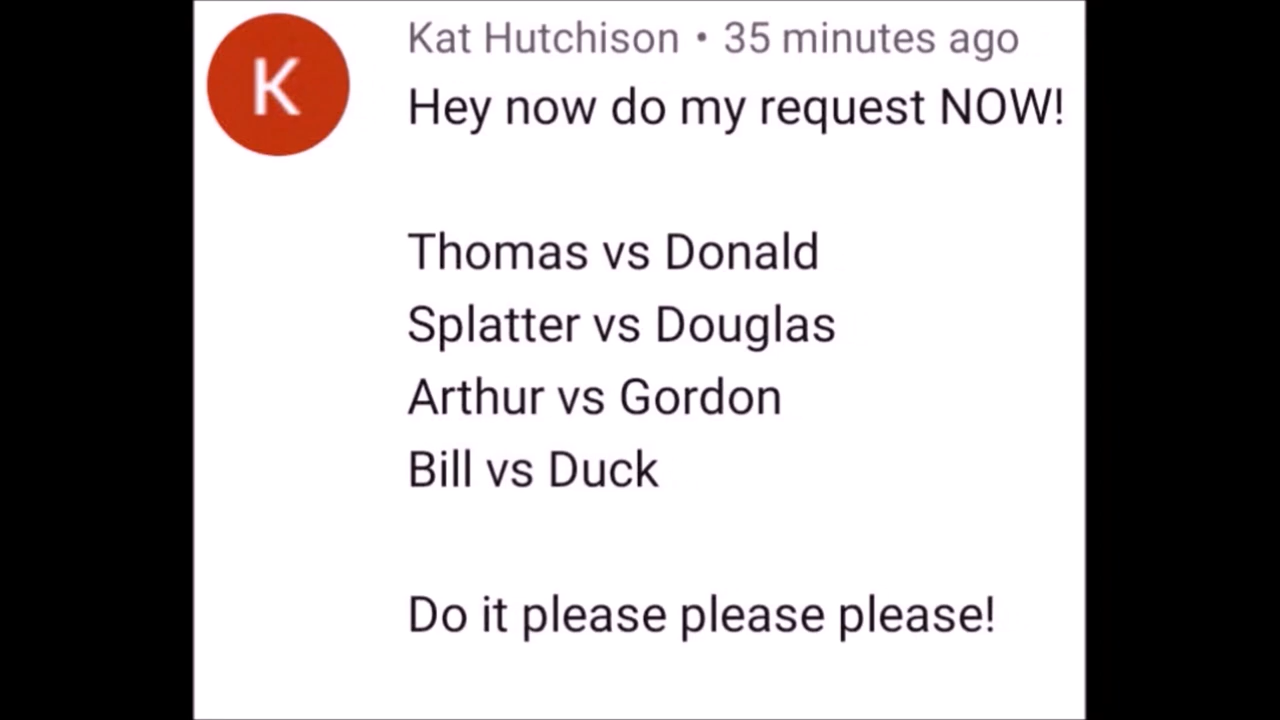 K
Kat Hutchison • 35 minutes ago
Hey now do my request NOW!
Thomas vs Donald
Splatter vs Douglas
Arthur vs Gordon
Bill vs Duck
Do it please please please!